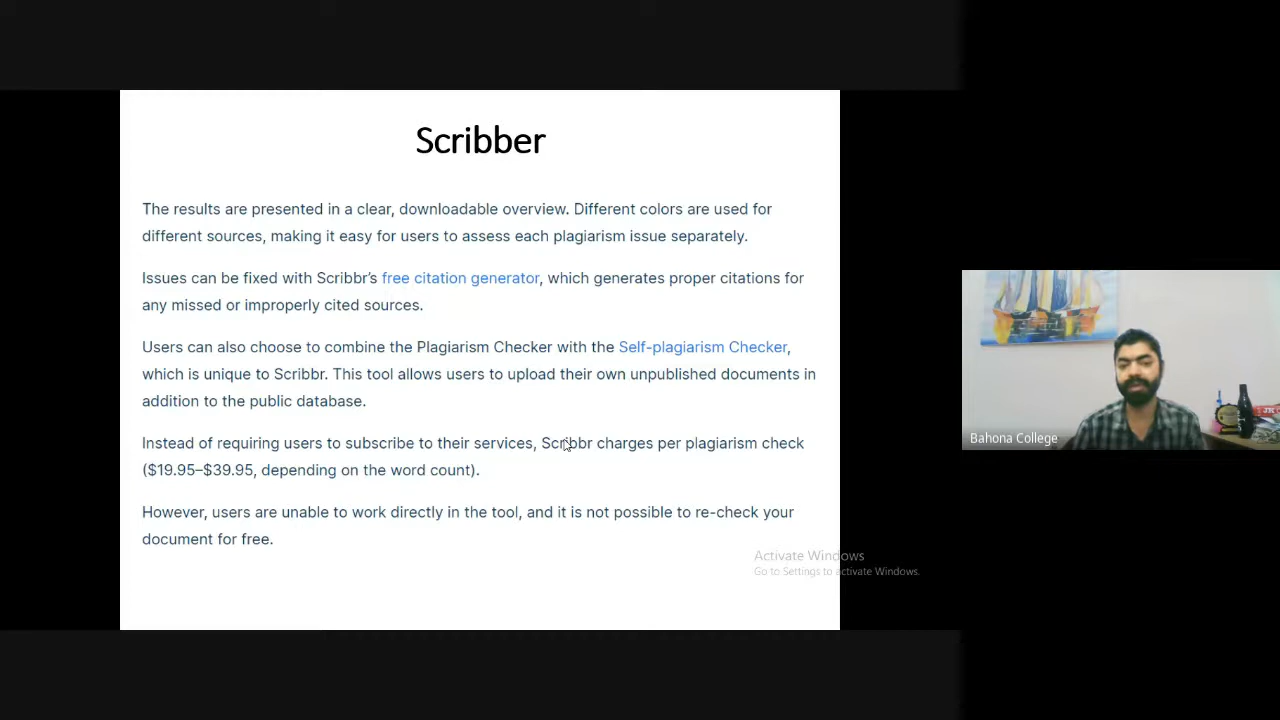 Scribber
The results are presented in a clear, downloadable overview. Different colors are used for
different sources, making it easy for users to assess each plagiarism issue separately.
Issues can be fixed with Scribbr's free citation generator, which generates proper citations for
any missed or improperly cited sources.
Users can also choose to combine the Plagiarism Checker with the Self-plagiarism Checker,
which is unique to Scribbr. This tool allows users to upload their own unpublished documents in
addition to the public database.
Instead of requiring users to subscribe to their services, Scribbr charges per plagiarism check
($19.95–$39.95, depending on the word count).
However, users are unable to work directly in the tool, and it is not possible to re-check your
document for free.
Activate Windows
Go to Settings to activate Windows.
Bahona College
JK